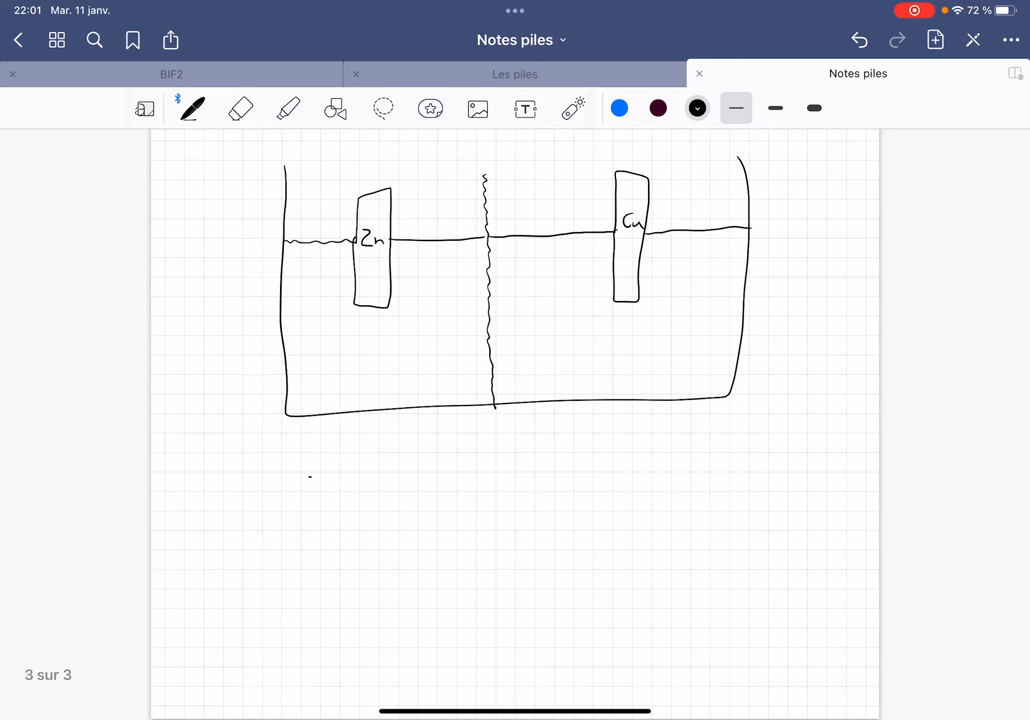 22:01 Mar. 11 janv.
72 %
Notes piles
BIF2
Les piles
Notes piles
T
Zn
Cu
3 sur 3